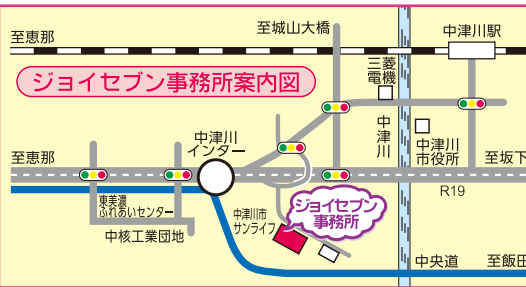 至恵那
至城山大橋
中津川駅
ジョイセブン事務所案内図
三菱
電機
中津川
中津川
市役所
中津川
インター
至恵那
至坂下
R19
東美濃
ふれあいセンター
中核工業団地
中津川市
サンライフ
ジョイセブン
事務所
中央道
至飯田